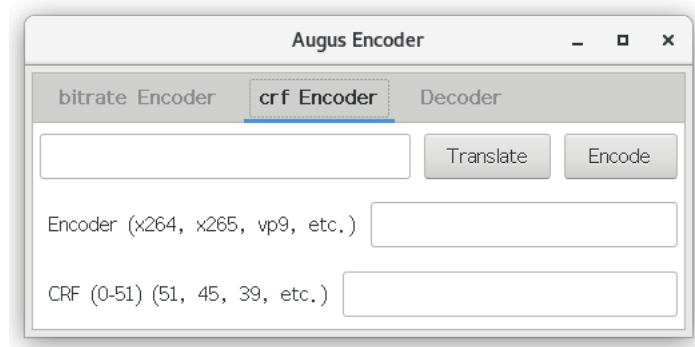 Augus Encoder
bitrate Encoder crf Encoder Decoder
Translate Encode
Encoder (x264, x265, vp9, etc.)
CRF (0-51) (51, 45, 39, etc.)